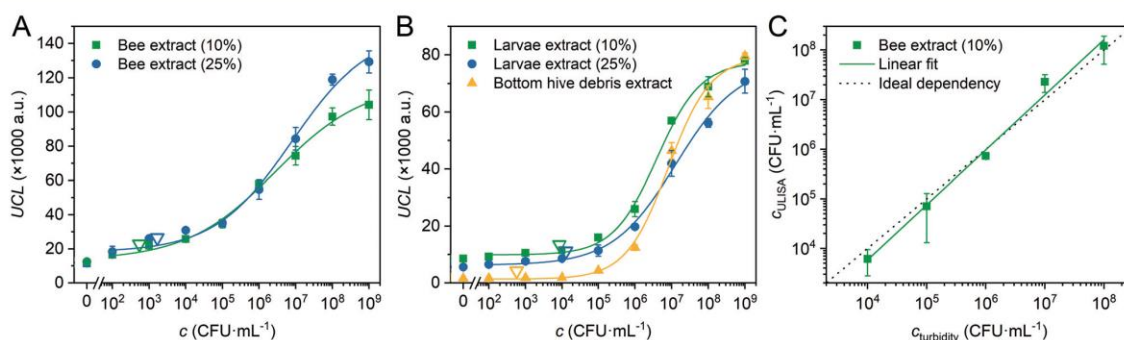 A
Bee extract (10%)
Bee extract (25%)
UCL (×1000 a.u.)
140
120
100
80
60
40
20
0
0 10² 10³ 10⁴ 10⁵ 10⁶ 10⁷ 10⁸ 10⁹
c (CFU·mL⁻¹)
B
Larvae extract (10%)
Larvae extract (25%)
Bottom hive debris extract
UCL (×1000 a.u.)
80
60
40
20
0
0 10² 10³ 10⁴ 10⁵ 10⁶ 10⁷ 10⁸ 10⁹
c (CFU·mL⁻¹)
C
Bee extract (10%)
Linear fit
Ideal dependency
c_ULISA (CFU·mL⁻¹)
10⁸
10⁷
10⁶
10⁵
10⁴
10⁴ 10⁵ 10⁶ 10⁷ 10⁸
c_turbidity (CFU·mL⁻¹)